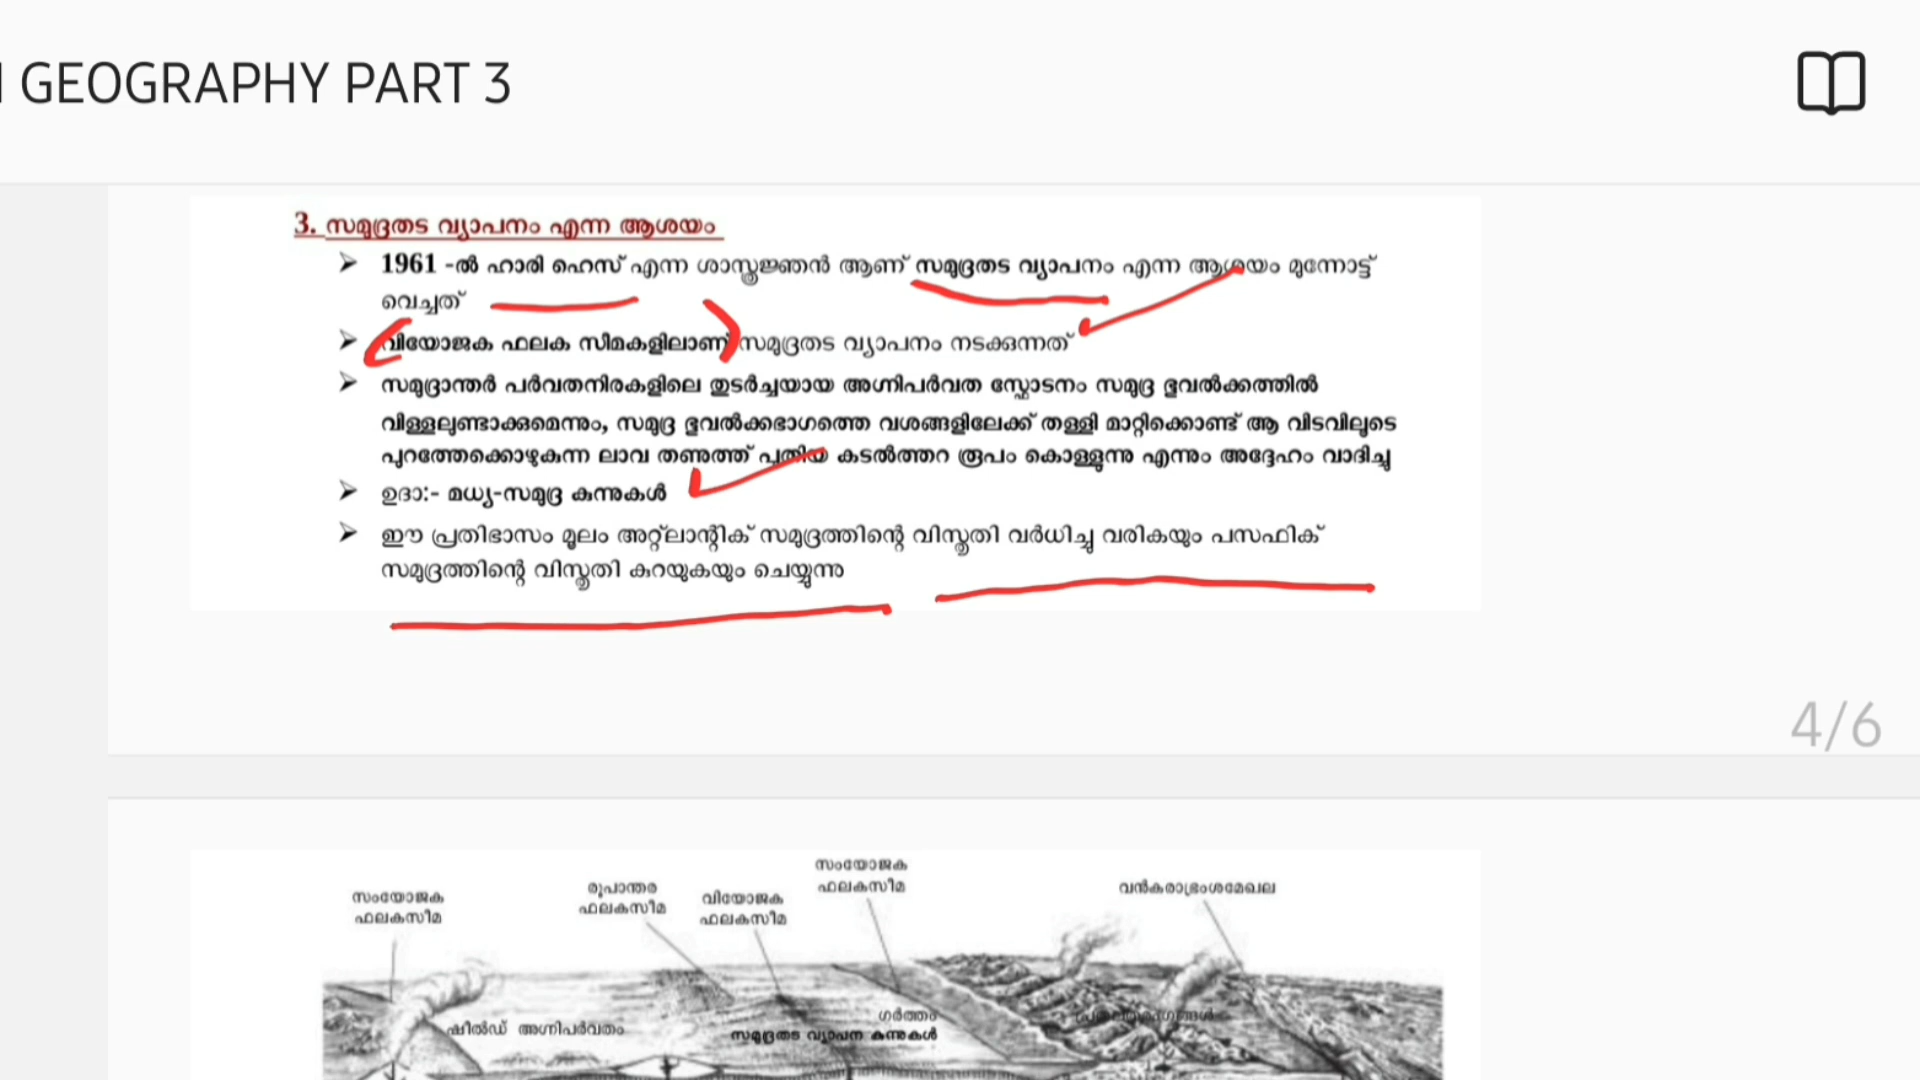 GEOGRAPHY PART 3
3. സമുദ്രതട വ്യാപനം എന്ന ആശയം
➤ 1961 -ൽ ഹാരി ഹെസ് എന്ന ശാസ്ത്രജ്ഞൻ ആണ് സമുദ്രതട വ്യാപനം എന്ന ആശയം മുന്നോട്ട്
വെച്ചത്
➤ വിയോജക ഫലക സീമകളിലാണ് സമുദ്രതട വ്യാപനം നടക്കുന്നത്
➤ സമുദ്രാന്തർ പർവതനിരകളിലെ തുടർച്ചയായ അഗ്നിപർവത സ്ഫോടനം സമുദ്ര ഭൂവൽക്കത്തിൽ
വിള്ളലുണ്ടാക്കുമെന്നും, സമുദ്ര ഭൂവൽക്കഭാഗത്തെ വശങ്ങളിലേക്ക് തള്ളി മാറ്റിക്കൊണ്ട് ആ വിടവിലൂടെ
പുറത്തേക്കൊഴുകുന്ന ലാവ തണുത്ത് പുതിയ കടൽത്തറ രൂപം കൊള്ളുന്നു എന്നും അദ്ദേഹം വാദിച്ചു
➤ ഉദാ:- മധ്യ-സമുദ്ര കുന്നുകൾ
➤ ഈ പ്രതിഭാസം മൂലം അറ്റ്ലാന്റിക് സമുദ്രത്തിന്റെ വിസ്തൃതി വർധിച്ചു വരികയും പസഫിക്
സമുദ്രത്തിന്റെ വിസ്തൃതി കുറയുകയും ചെയ്യുന്നു
4/6
സംയോജക
ഫലകസീമ
രൂപാന്തര
ഫലകസീമ
വിയോജക
ഫലകസീമ
സംയോജക
ഫലകസീമ
വൻകരാഭ്രംശമേഖല
ഷീൽഡ് അഗ്നിപർവതം
ഗർത്തം
സമുദ്രതട വ്യാപന കുന്നുകൾ